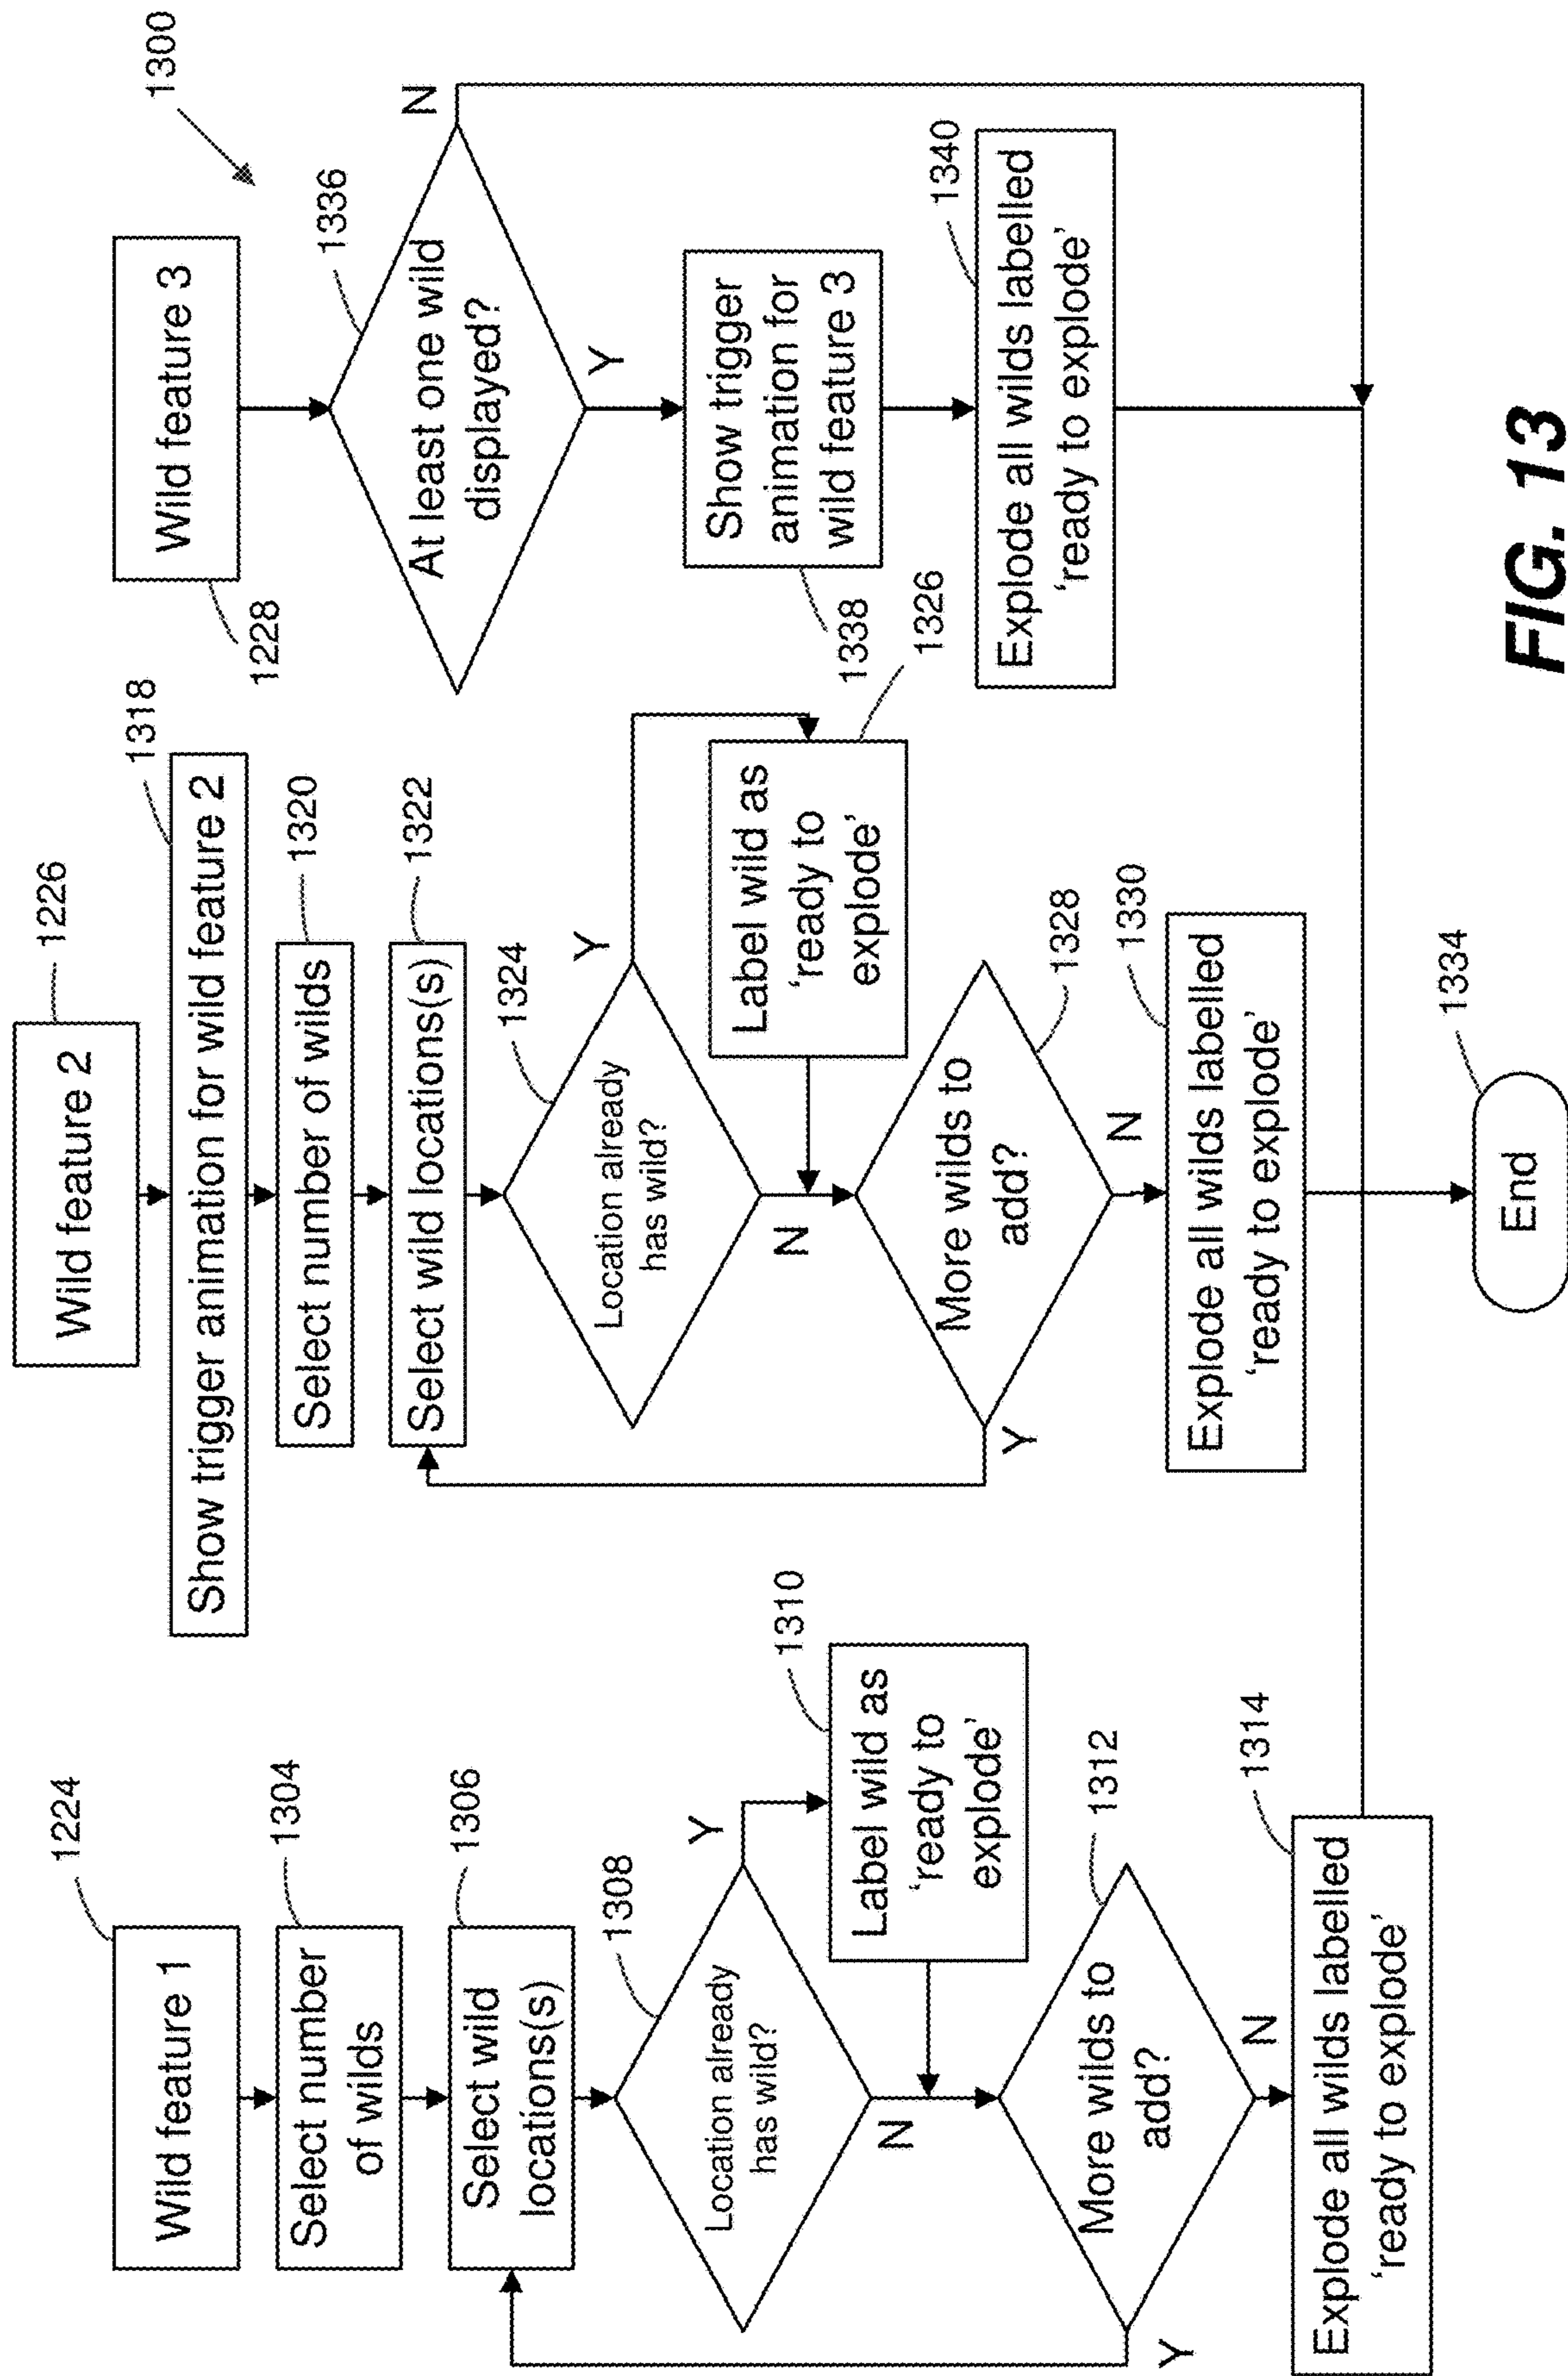 1300
1224
Wild feature 1
1304
Select number
of wilds
1306
Select wild
locations(s)
1308
Location already
has wild?
Y
N
1310
Label wild as
‘ready to
explode’
1312
More wilds to
add?
Y
N
1314
Explode all wilds labelled
‘ready to explode’
1226
Wild feature 2
1318
Show trigger animation for wild feature 2
1320
Select number of wilds
1322
Select wild locations(s)
1324
Location already
has wild?
Y
N
1326
Label wild as
‘ready to
explode’
1328
More wilds to
add?
Y
N
1330
Explode all wilds labelled
‘ready to explode’
1334
End
1228
Wild feature 3
1336
At least one wild
displayed?
N
Y
1338
Show trigger
animation for
wild feature 3
1340
Explode all wilds labelled
‘ready to explode’
FIG. 13